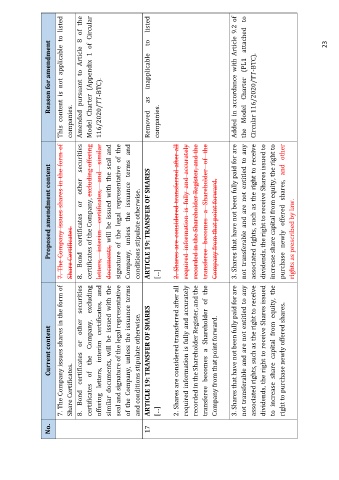 No.
Current content
Proposed amendment content
Reason for amendment
7. The Company issues shares in the form of
Share Certificates.
8. Bond certificates or other securities
certificates of the Company, excluding
offering letters, interim certificates, and
similar documents, will be issued with the
seal and signature of the legal representative
of the Company, unless the issuance terms
and conditions stipulate otherwise.
7. The Company issues shares in the form of
Share Certificates.
8. Bond certificates or other securities
certificates of the Company, excluding offering
letters, interim certificates, and similar
documents, will be issued with the seal and
signature of the legal representative of the
Company, unless the issuance terms and
conditions stipulate otherwise.
This content is not applicable to listed
companies.
Amended pursuant to Article 8 of the
Model Charter (Appendix 1 of Circular
116/2020/TT-BTC).
17
ARTICLE 19: TRANSFER OF SHARES
[...]
2. Shares are considered transferred after all
required information is fully and accurately
recorded in the Shareholder Register, and the
transferee becomes a Shareholder of the
Company from that point forward.
ARTICLE 19: TRANSFER OF SHARES
[...]
2. Shares are considered transferred after all
required information is fully and accurately
recorded in the Shareholder Register, and the
transferee becomes a Shareholder of the
Company from that point forward.
Removed as inapplicable to listed
companies.
3. Shares that have not been fully paid for are
not transferable and are not entitled to any
associated rights, such as the right to receive
dividends, the right to receive Shares issued
to increase share capital from equity, the
right to purchase newly offered shares.
3. Shares that have not been fully paid for are
not transferable and are not entitled to any
associated rights, such as the right to receive
dividends, the right to receive Shares issued to
increase share capital from equity, the right to
purchase newly offered shares, and other
rights as prescribed by law.
Added in accordance with Article 9.2 of
the Model Charter (PL1 attached to
Circular 116/2020/TT-BTC).
23